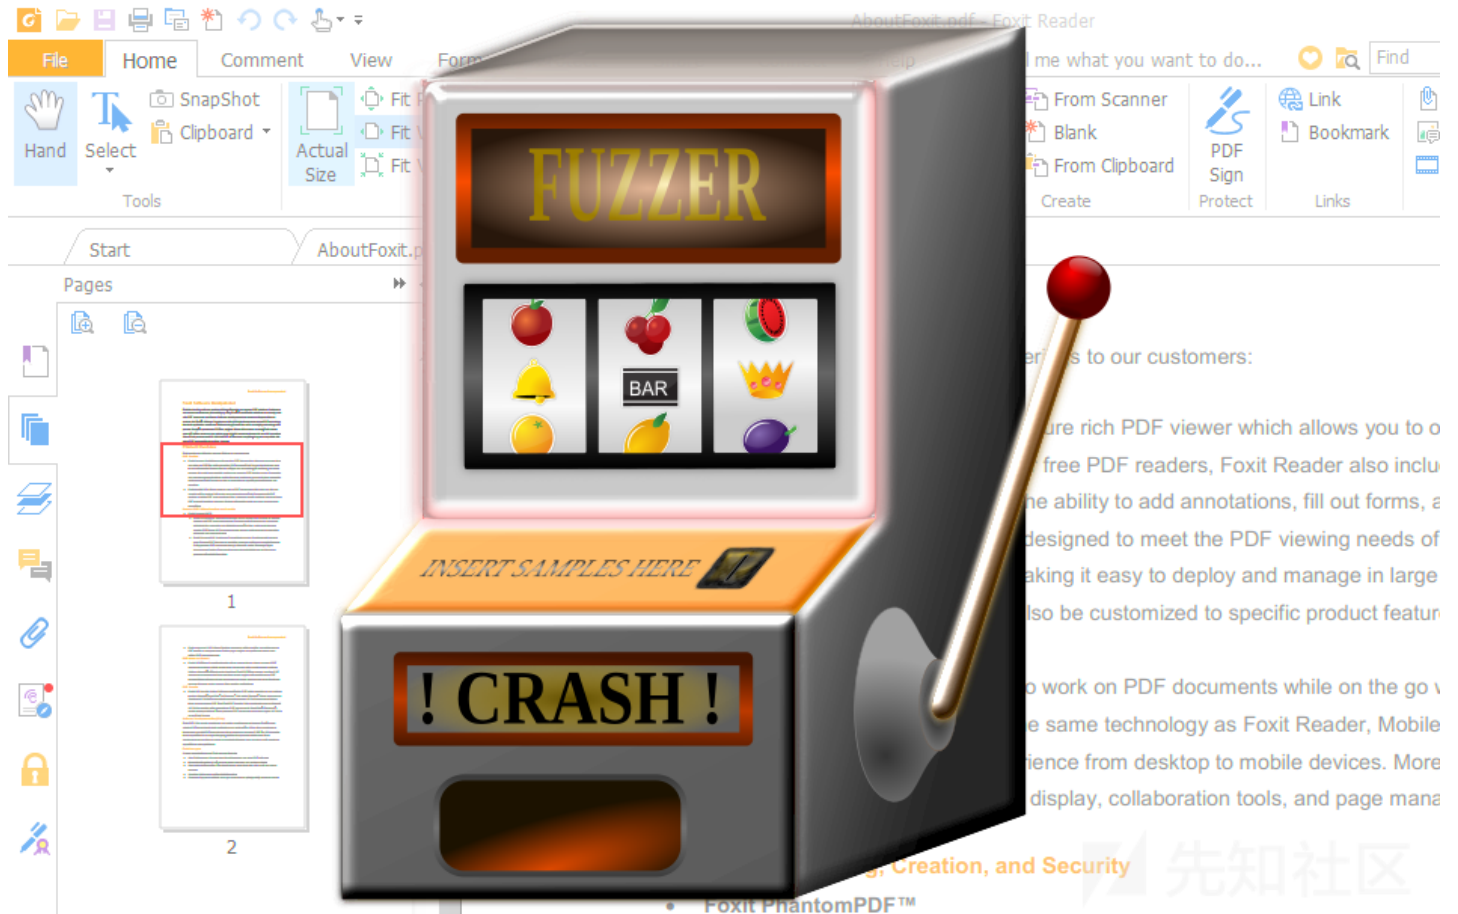 AboutFoxit.pdf - Foxit Reader
File
Home
Comment
View
Form
Help
l me what you want to do...
Find
Hand
Select
SnapShot
Clipboard
Actual
Size
Fit
Fit
Fit
Tools
From Scanner
Blank
From Clipboard
Create
PDF
Sign
Protect
Link
Bookmark
Links
Start
AboutFoxit.p
Pages
1
2
FUZZER
BAR
INSERT SAMPLES HERE
! CRASH !
to our customers:
ure rich PDF viewer which allows you to o
free PDF readers, Foxit Reader also inclu
he ability to add annotations, fill out forms, a
designed to meet the PDF viewing needs of
aking it easy to deploy and manage in large
lso be customized to specific product featur
o work on PDF documents while on the go
e same technology as Foxit Reader, Mobile
rience from desktop to mobile devices. More
display, collaboration tools, and page mana
g, Creation, and Security
• Foxit PhantomPDF™
先知社区